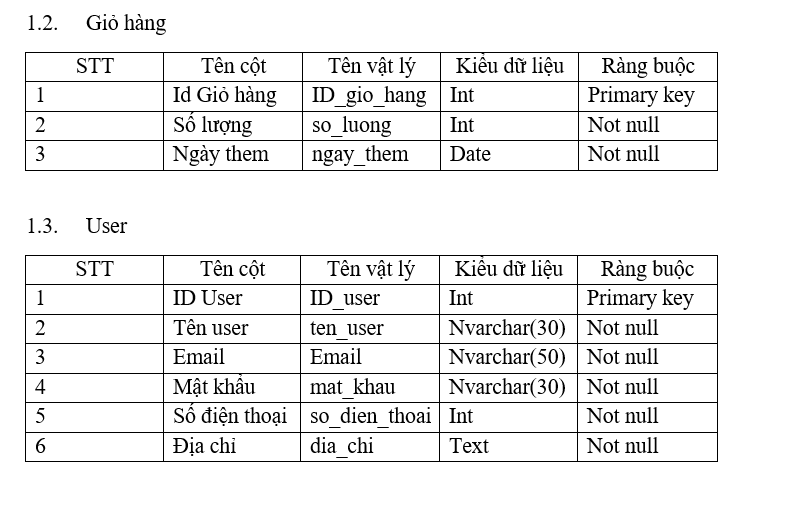 1.2. Giỏ hàng
STT Tên cột Tên vật lý Kiểu dữ liệu Ràng buộc
1 Id Giỏ hàng ID_gio_hang Int Primary key
2 Số lượng so_luong Int Not null
3 Ngày them ngay_them Date Not null
1.3. User
STT Tên cột Tên vật lý Kiểu dữ liệu Ràng buộc
1 ID User ID_user Int Primary key
2 Tên user ten_user Nvarchar(30) Not null
3 Email Email Nvarchar(50) Not null
4 Mật khẩu mat_khau Nvarchar(30) Not null
5 Số điện thoại so_dien_thoai Int Not null
6 Địa chỉ dia_chi Text Not null